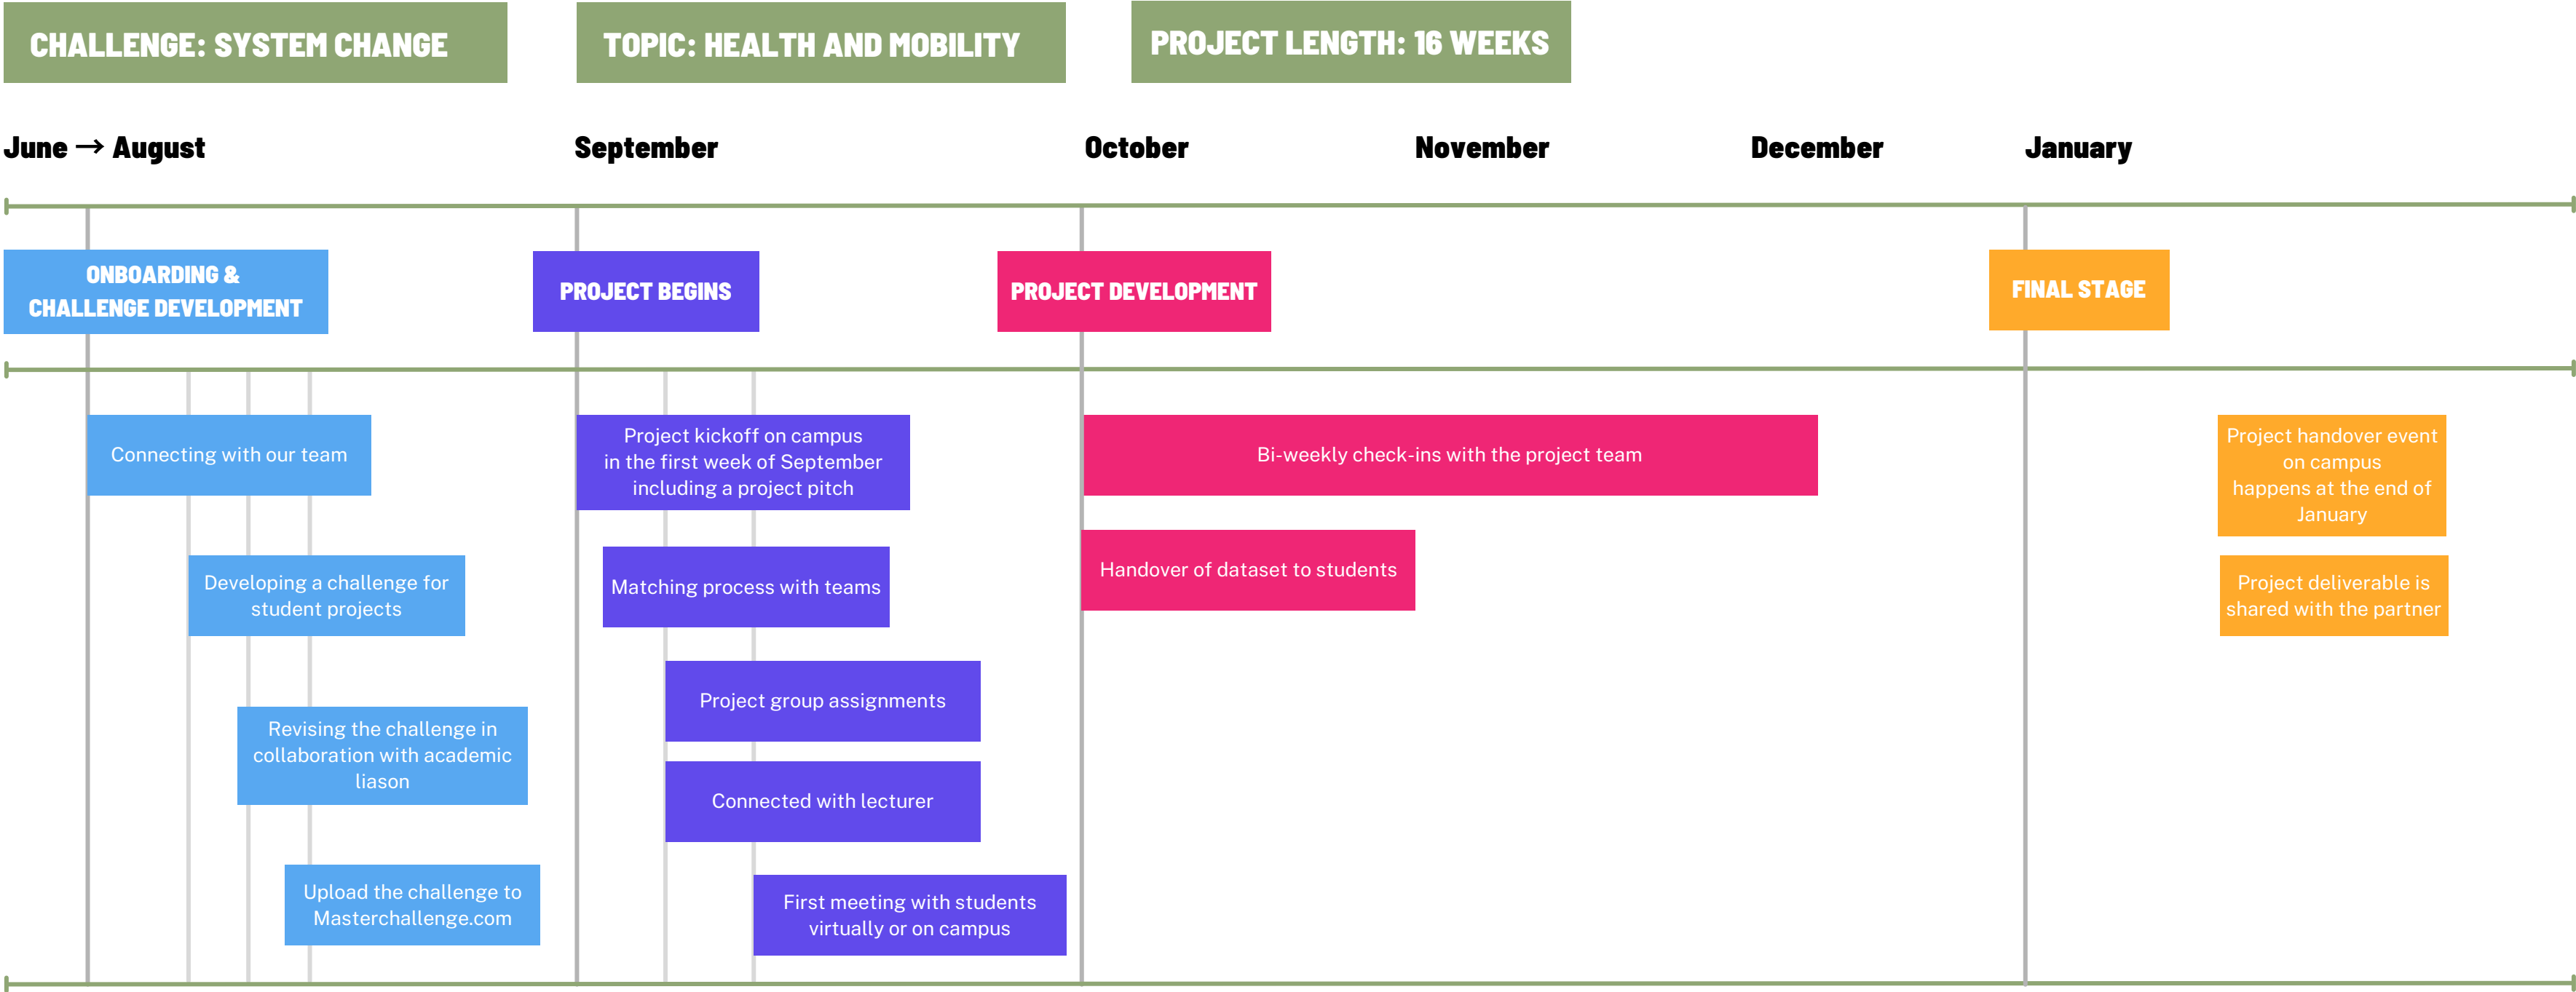 CHALLENGE: SYSTEM CHANGE
TOPIC: HEALTH AND MOBILITY
PROJECT LENGTH: 16 WEEKS
June → August
September
October
November
December
January
ONBOARDING &
CHALLENGE DEVELOPMENT
PROJECT BEGINS
PROJECT DEVELOPMENT
FINAL STAGE
Connecting with our team
Developing a challenge for
student projects
Revising the challenge in
collaboration with academic
liason
Upload the challenge to
Masterchallenge.com
Project kickoff on campus
in the first week of September
including a project pitch
Matching process with teams
Project group assignments
Connected with lecturer
First meeting with students
virtually or on campus
Bi-weekly check-ins with the project team
Handover of dataset to students
Project handover event
on campus
happens at the end of
January
Project deliverable is
shared with the partner